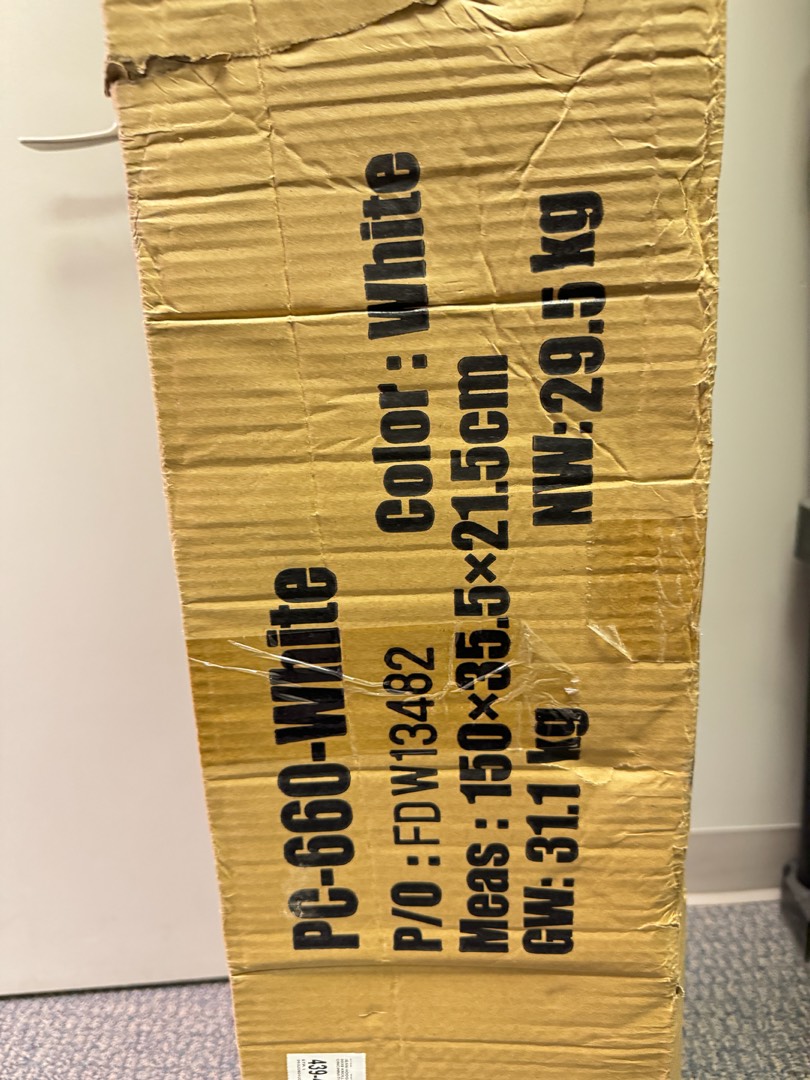 PC-660-White
P/O : FDW13482 Color : White
Meas : 150×35.5×21.5cm
GW: 31.1 kg NW:29.5 kg
439-